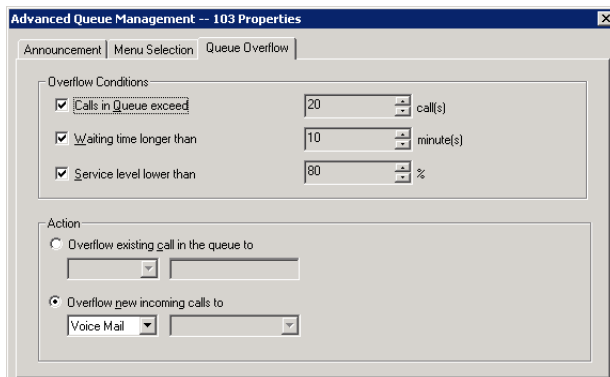 Advanced Queue Management -- 103 Properties
Announcement Menu Selection Queue Overflow
Overflow Conditions
Calls in Queue exceed 20 call(s)
Waiting time longer than 10 minute(s)
Service level lower than 80 %
Action
Overflow existing call in the queue to
Overflow new incoming calls to
Voice Mail